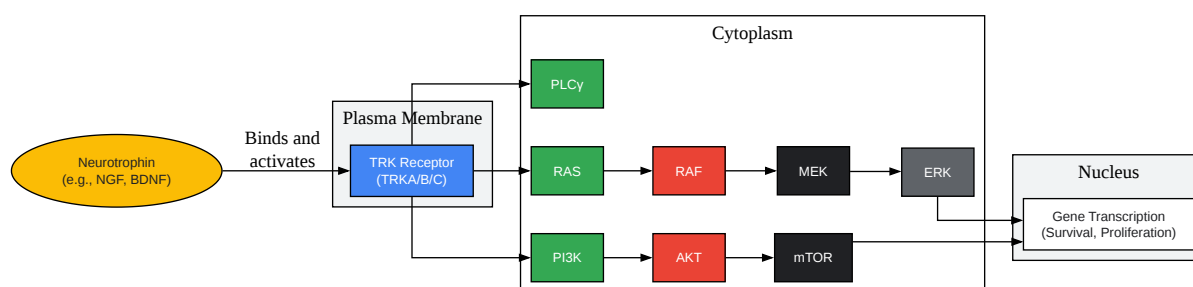 Cytoplasm
PLCγ
Plasma Membrane
Binds and
activates
Neurotrophin
(e.g., NGF, BDNF)
TRK Receptor
(TRKA/B/C)
RAS
RAF
MEK
ERK
Nucleus
Gene Transcription
(Survival, Proliferation)
PI3K
AKT
mTOR